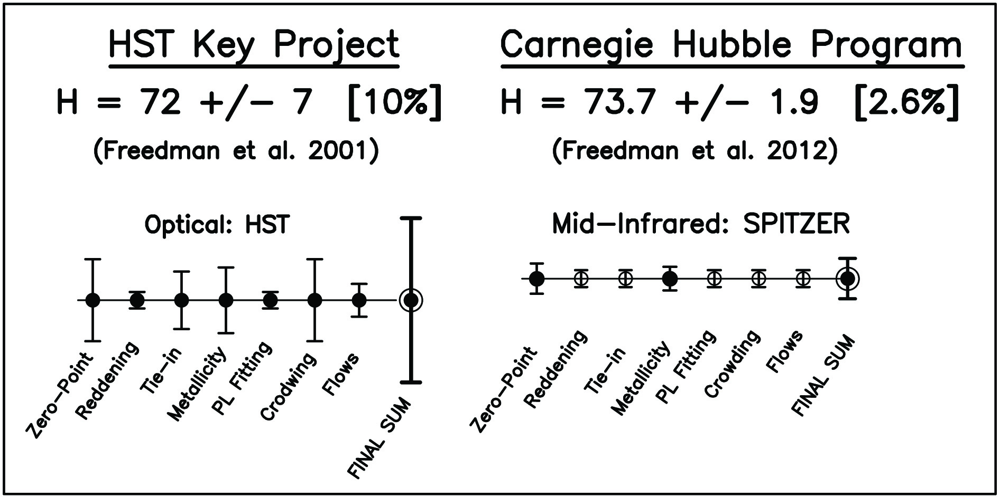 HST Key Project
H = 72 +/- 7 [10%]
(Freedman et al. 2001)
Optical: HST
Zero-Point
Reddening
Tie-in
Metallicity
PL Fitting
Crodwing
Flows
FINAL SUM
Carnegie Hubble Program
H = 73.7 +/- 1.9 [2.6%]
(Freedman et al. 2012)
Mid-Infrared: SPITZER
Zero-Point
Reddening
Tie-in
Metallicity
PL Fitting
Crowding
Flows
FINAL SUM